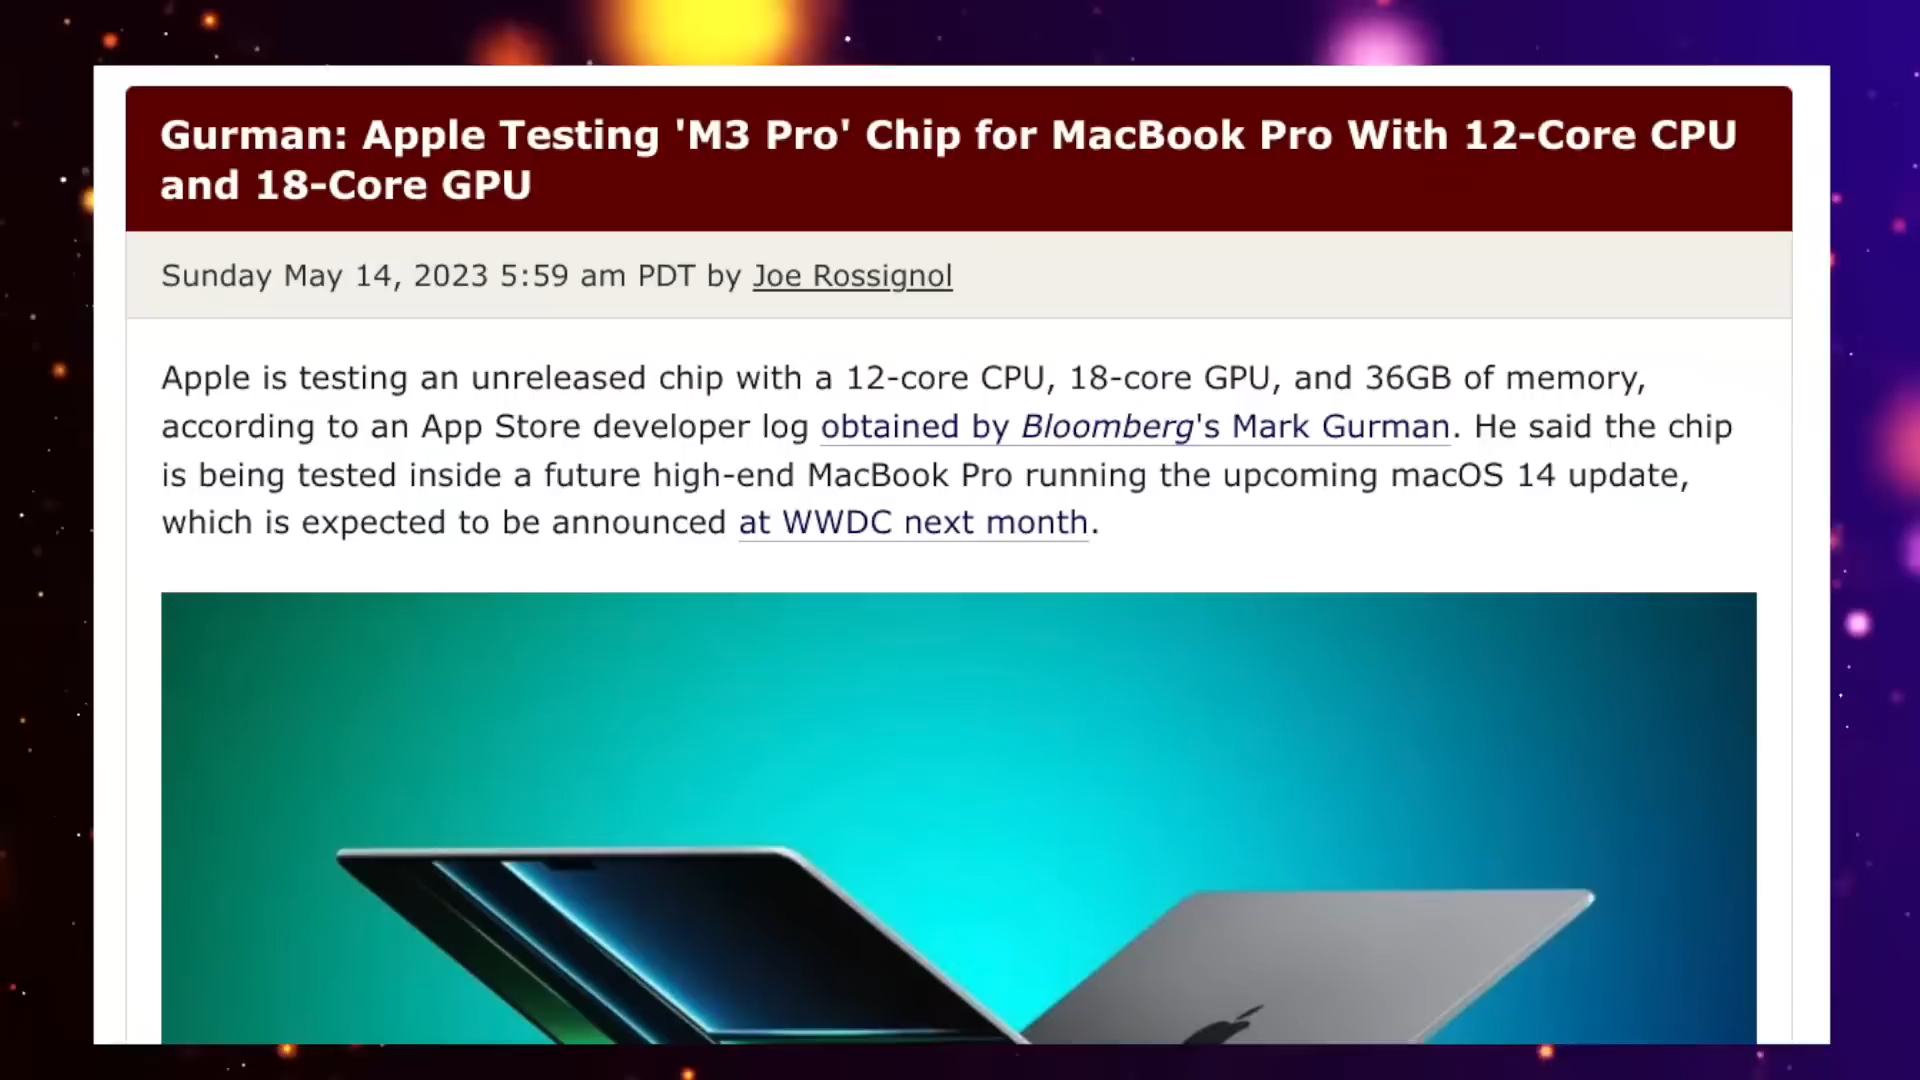 Gurman: Apple Testing 'M3 Pro' Chip for MacBook Pro With 12-Core CPU
and 18-Core GPU
Sunday May 14, 2023 5:59 am PDT by Joe Rossignol
Apple is testing an unreleased chip with a 12-core CPU, 18-core GPU, and 36GB of memory,
according to an App Store developer log obtained by Bloomberg's Mark Gurman. He said the chip
is being tested inside a future high-end MacBook Pro running the upcoming macOS 14 update,
which is expected to be announced at WWDC next month.